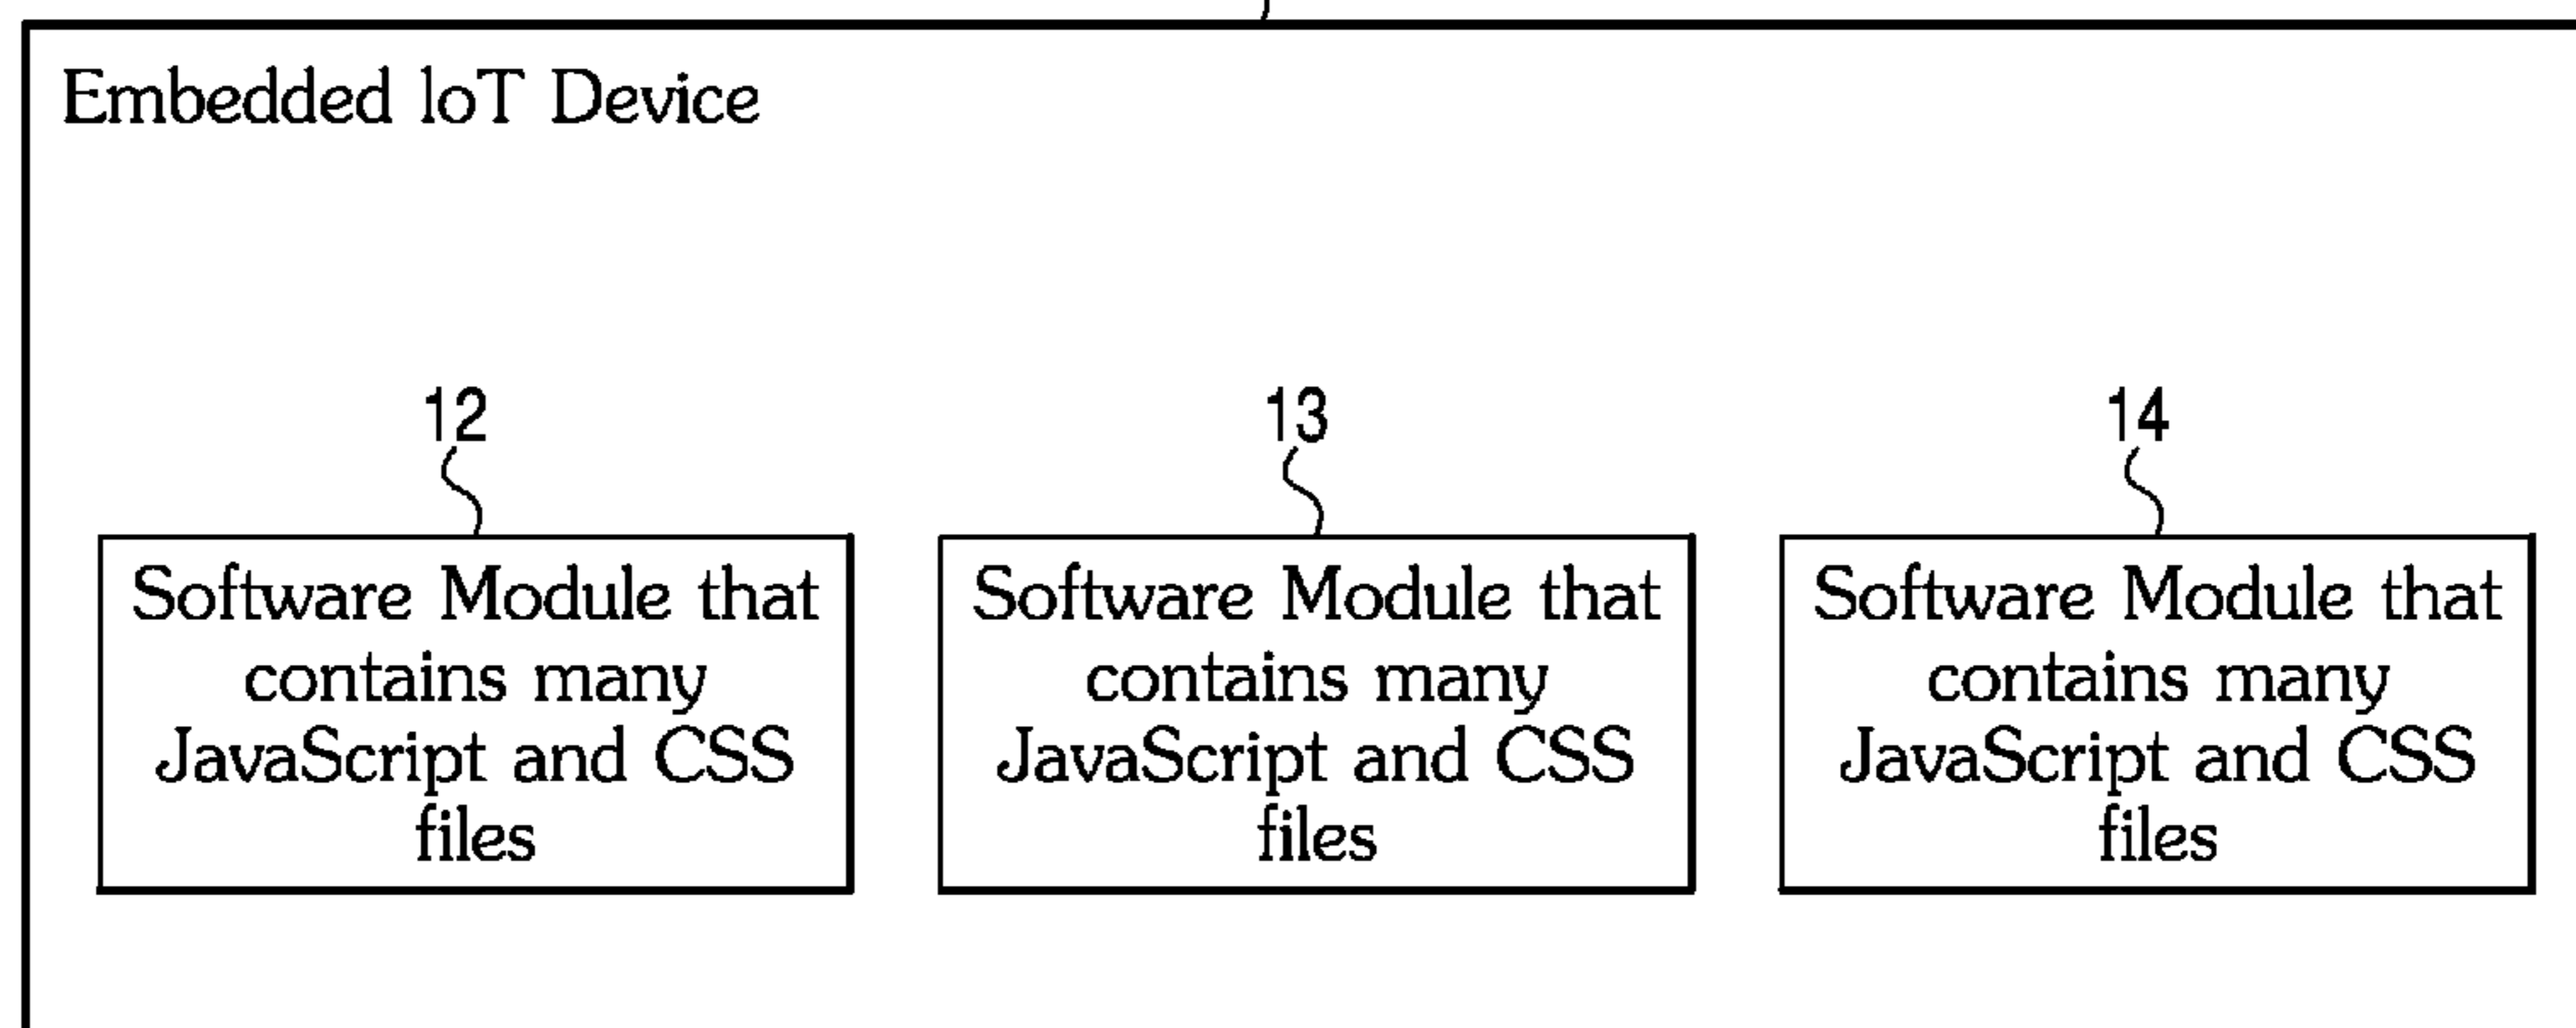 Embedded IoT Device
12
13
14
Software Module that
contains many
JavaScript and CSS
files
Software Module that
contains many
JavaScript and CSS
files
Software Module that
contains many
JavaScript and CSS
files